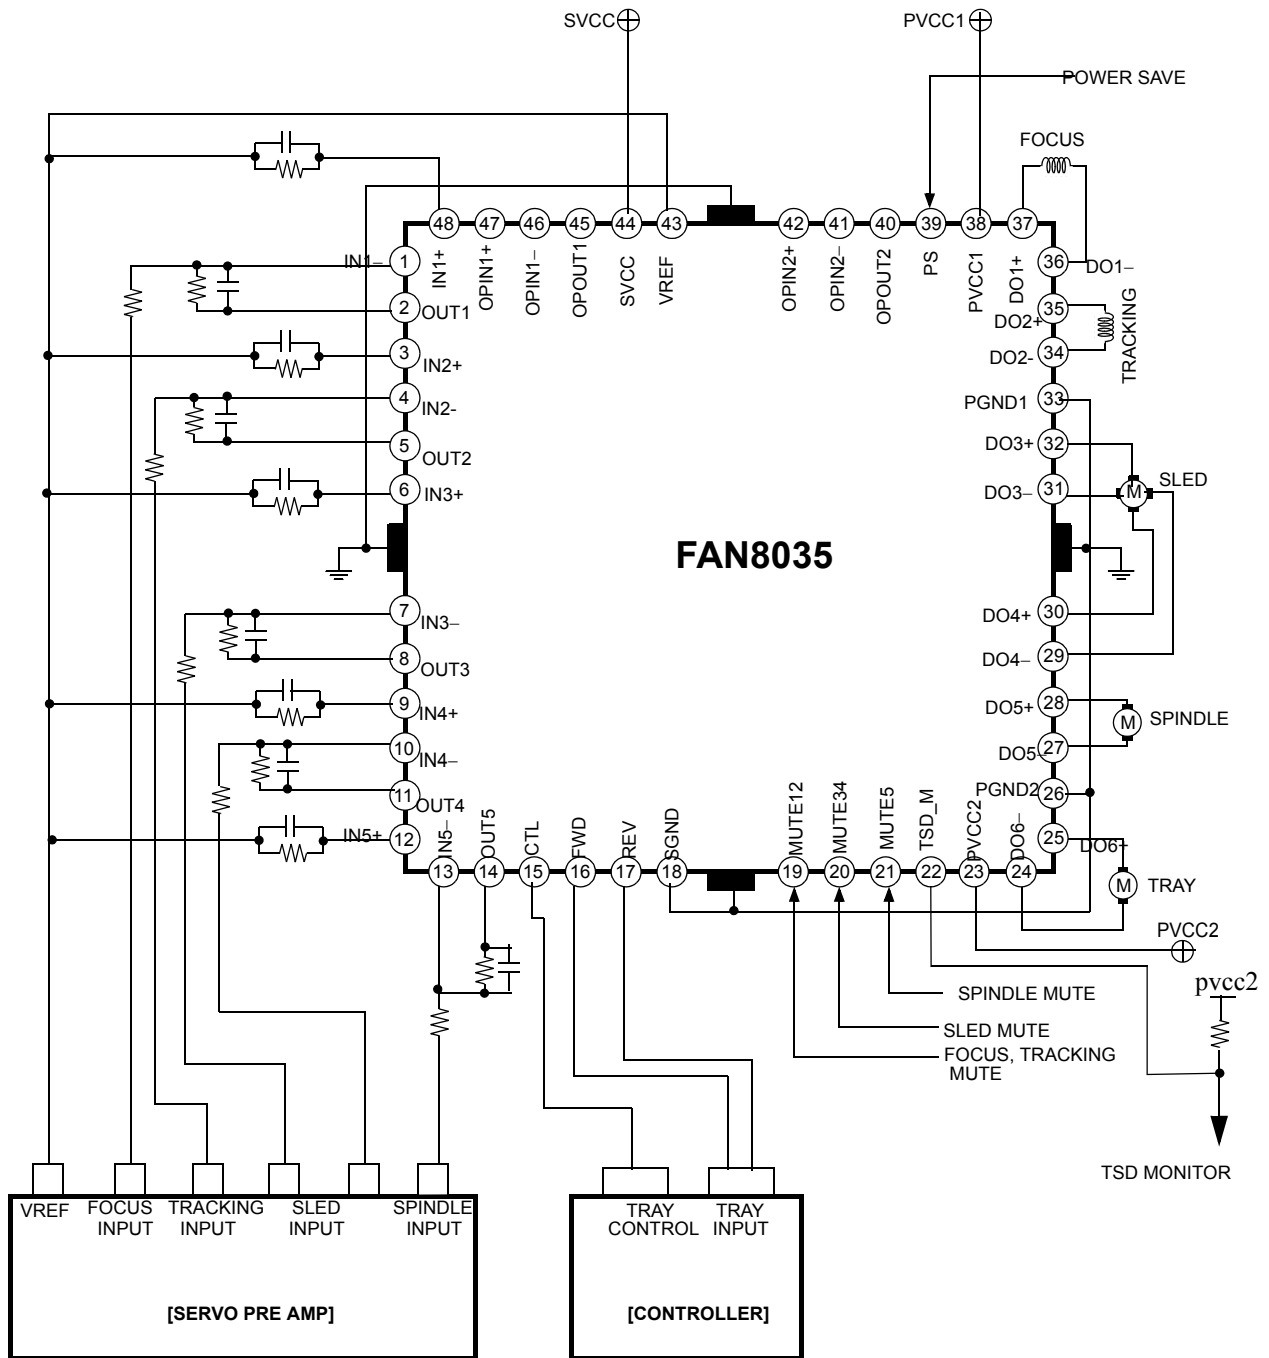 SVCC
PVCC1
POWER SAVE
FOCUS
48 47 46 45 44 43 42 41 40 39 38 37
IN1+
OPIN1+
OPIN1–
OPOUT1
SVCC
VREF
OPIN2+
OPIN2–
OPOUT2
PS
PVCC1
DO1+
IN1– 1
2 OUT1
3 IN2+
4 IN2-
5 OUT2
6 IN3+
7 IN3–
8 OUT3
9 IN4+
10 IN4–
11 OUT4
IN5+ 12
FAN8035
36 DO1–
DO2+ 35
DO2- 34
TRACKING
PGND1 33
DO3+ 32
DO3– 31
M SLED
DO4+ 30
DO4– 29
DO5+ 28
M SPINDLE
DO5– 27
PGND2 26
25 DO6+
M TRAY
IN5–
OUT5
CTL
FWD
REV
SGND
MUTE12
MUTE34
MUTE5
TSD_M
PVCC2
DO6–
13 14 15 16 17 18 19 20 21 22 23 24
PVCC2
pvcc2
SPINDLE MUTE
SLED MUTE
FOCUS, TRACKING
MUTE
TSD MONITOR
VREF
FOCUS
INPUT
TRACKING
INPUT
SLED
INPUT
SPINDLE
INPUT
TRAY
CONTROL
TRAY
INPUT
[SERVO PRE AMP]
[CONTROLLER]